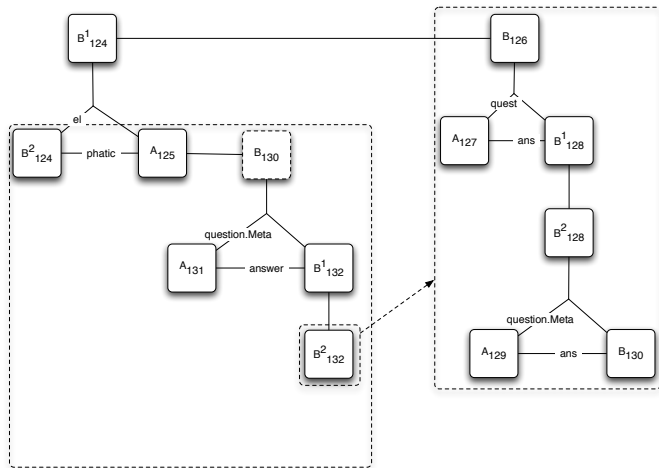 B¹₁₂₄
B₁₂₆
el
quest
B²₁₂₄
phatic
A₁₂₅
B₁₃₀
A₁₂₇
ans
B¹₁₂₈
B²₁₂₈
question.Meta
A₁₃₁
answer
B¹₁₃₂
question.Meta
B²₁₃₂
A₁₂₉
ans
B₁₃₀